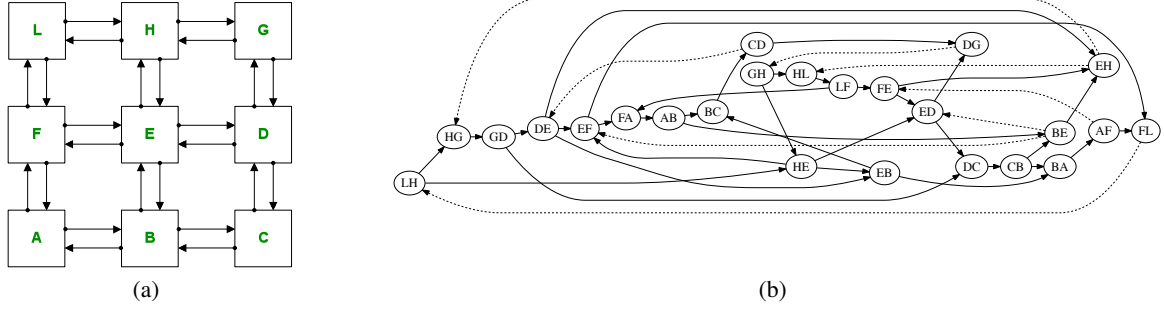 L H G
F E D
A B C
(a)
CD DG
GH HL EH
LF FE
FA AB BC ED
HG GD DE EF BE AF FL
HE EB DC CB BA
LH
(b)